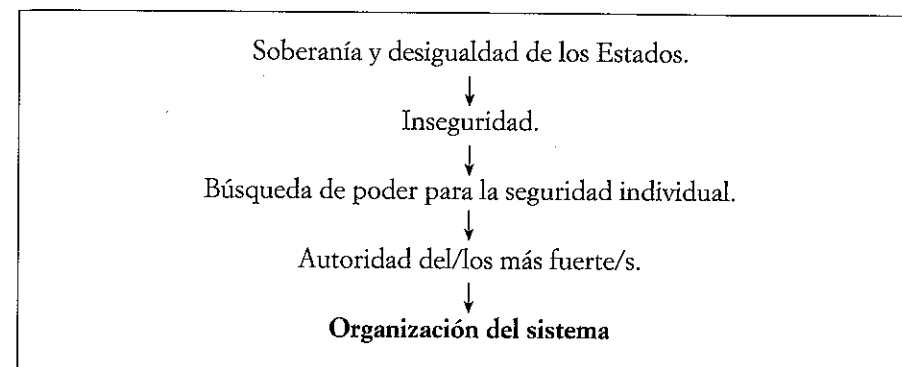 Soberanía y desigualdad de los Estados.
Inseguridad.
Búsqueda de poder para la seguridad individual.
Autoridad del/los más fuerte/s.
Organización del sistema